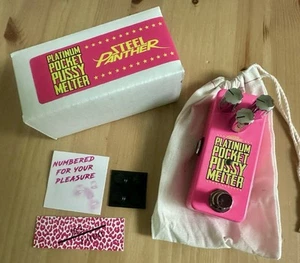 PLATINUM
POCKET
PUSSY
MELTER
STEEL
PANTHER
NUMBERED
FOR YOUR
PLEASURE
PLATINUM
POCKET
PUSSY
MELTER